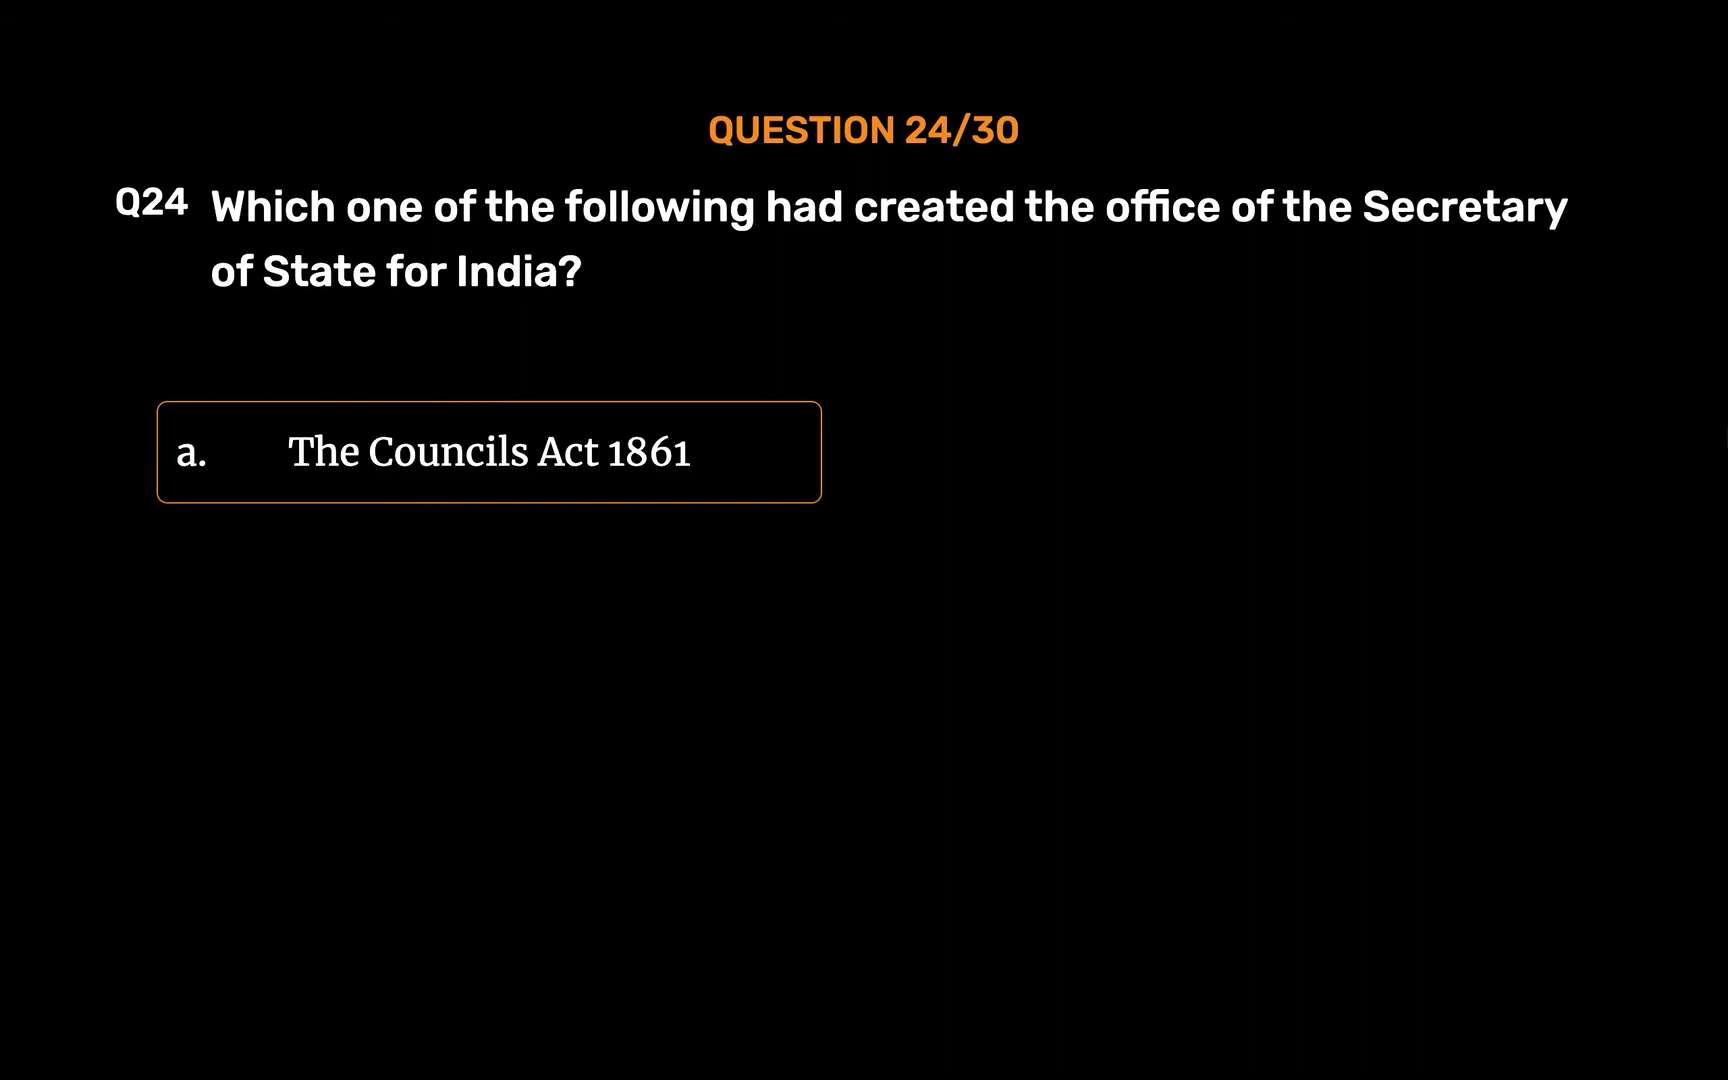 QUESTION 24/30
Q24 Which one of the following had created the office of the Secretary
of State for India?
a. The Councils Act 1861